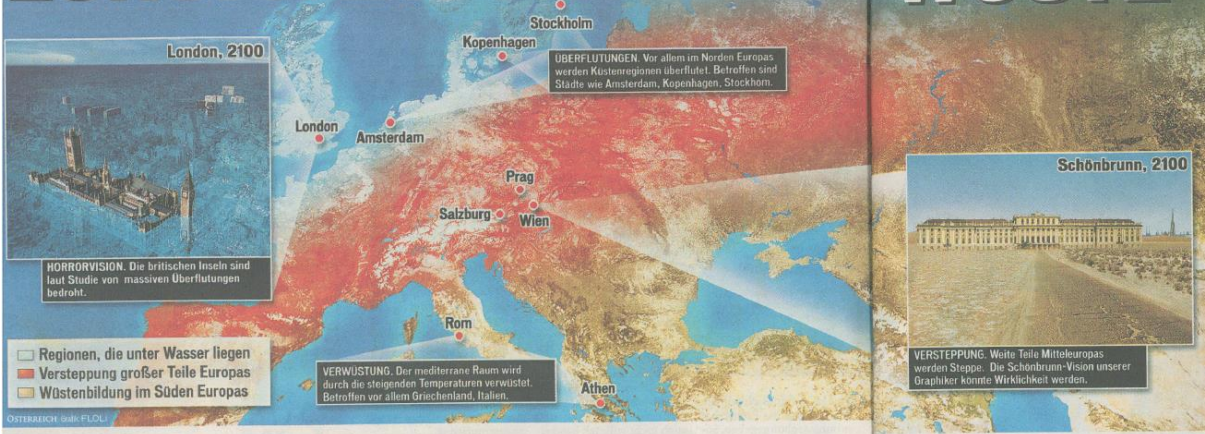 Stockholm
Kopenhagen
London, 2100
ÜBERFLUTUNGEN. Vor allem im Norden Europas
werden Küstenregionen überflutet. Betroffen sind
Städte wie Amsterdam, Kopenhagen, Stockhom.
London
Amsterdam
Prag
Salzburg
Wien
Schönbrunn, 2100
HORRORVISION. Die britischen Inseln sind
laut Studie von massiven Überflutungen
bedroht.
Rom
Regionen, die unter Wasser liegen
Versteppung großer Teile Europas
Wüstenbildung im Süden Europas
VERWÜSTUNG. Der mediterrane Raum wird
durch die steigenden Temperaturen verwüstet.
Betroffen vor allem Griechenland, Italien.
Athen
VERSTEPPUNG. Weite Teile Mitteleuropas
werden Steppe. Die Schönbrunn-Vision unserer
Graphiker könnte Wirklichkeit werden.
ÖSTERREICH